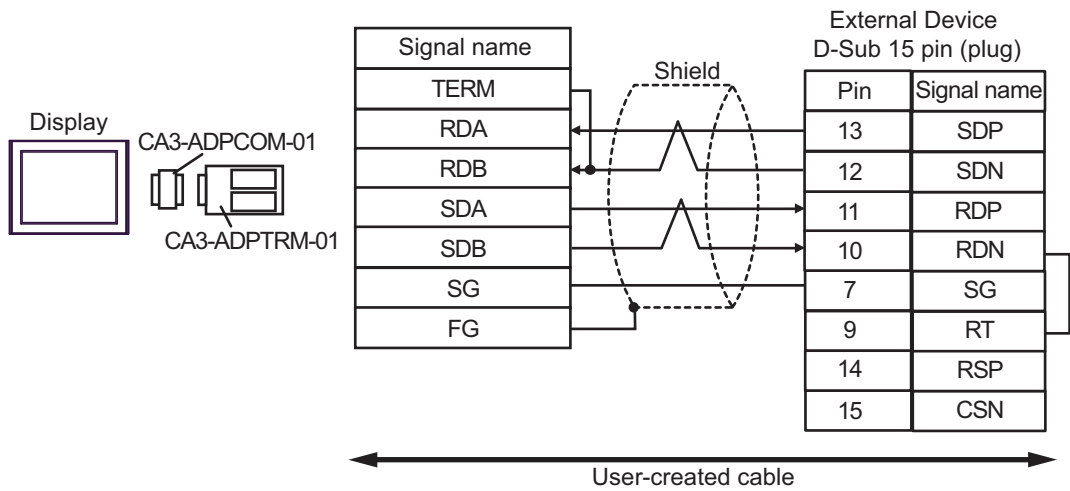 External Device
D-Sub 15 pin (plug)
Signal name
Shield
Pin Signal name
TERM
Display
CA3-ADPCOM-01
CA3-ADPTRM-01
RDA 13 SDP
RDB 12 SDN
SDA 11 RDP
SDB 10 RDN
SG 7 SG
FG 9 RT
14 RSP
15 CSN
User-created cable